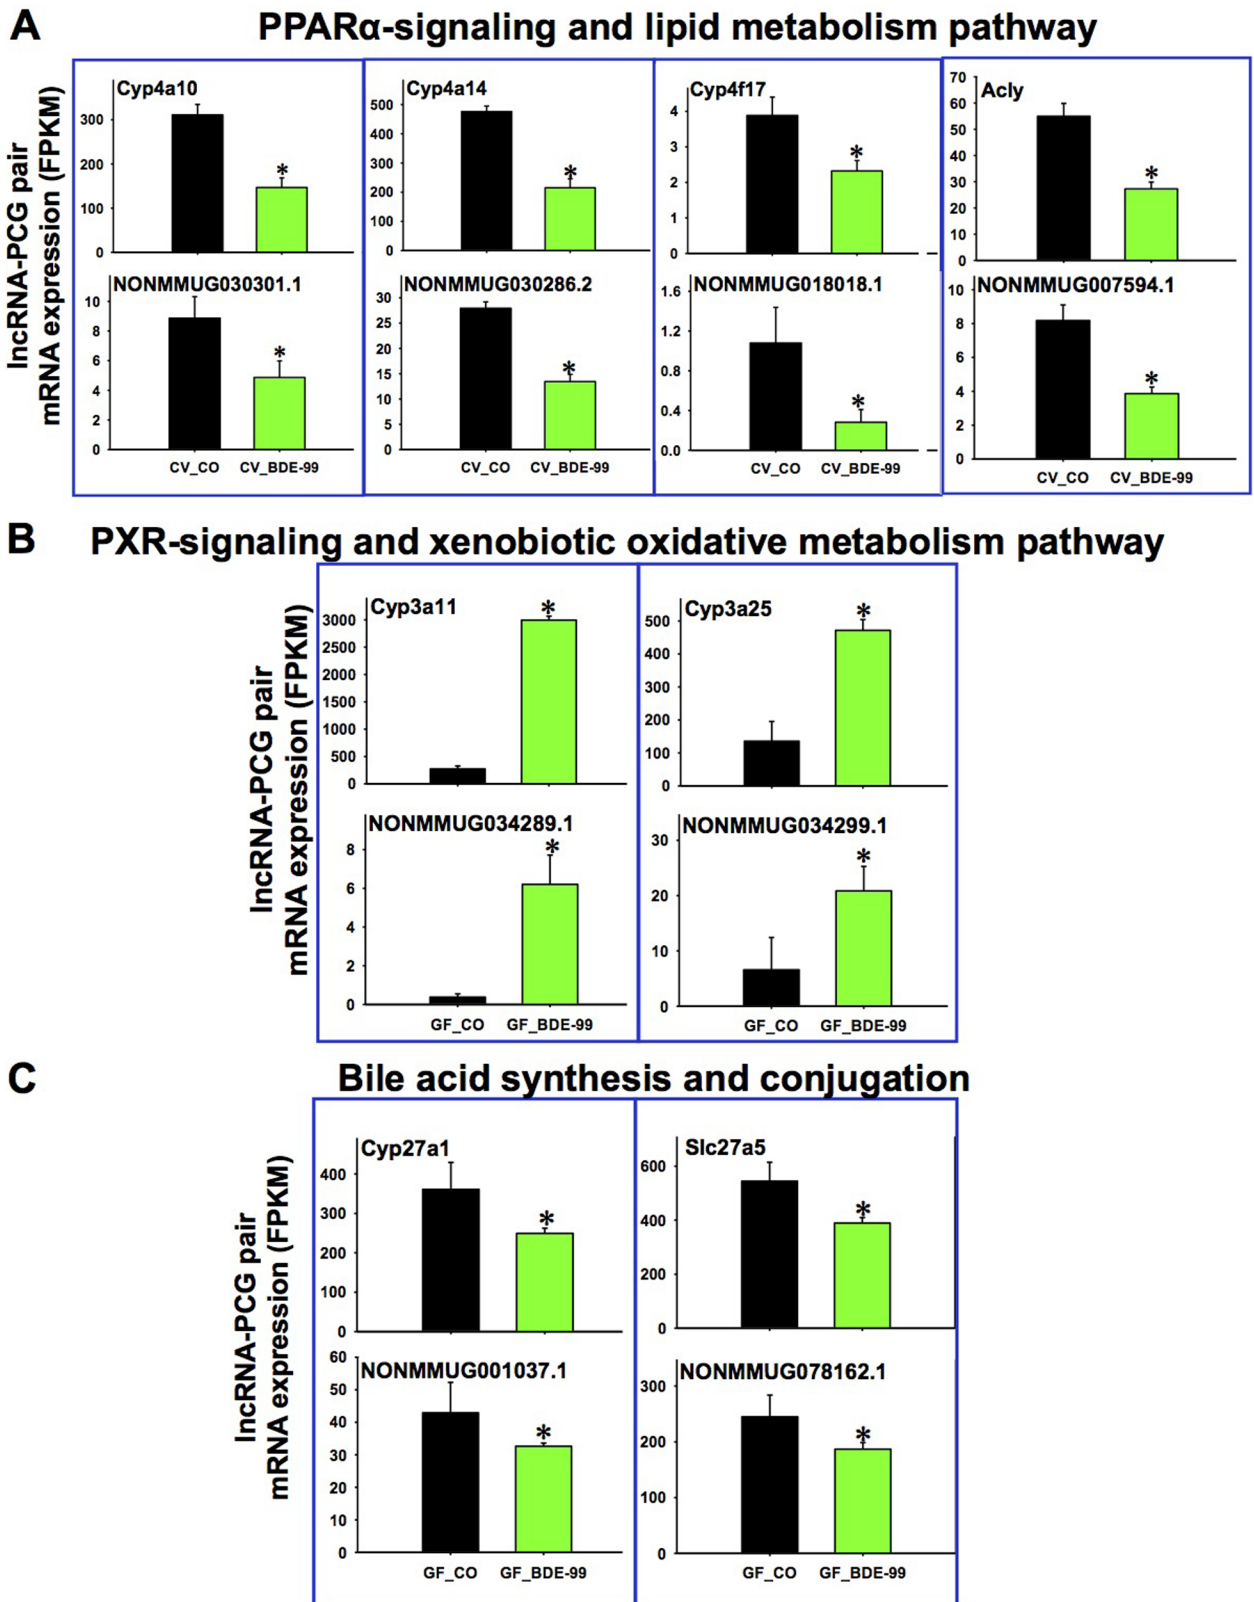 A
PPARα-signaling and lipid metabolism pathway
lncRNA-PCG pair
mRNA expression (FPKM)
Cyp4a10
300
200
100
0
*
Cyp4a14
500
400
300
200
100
0
*
Cyp4f17
4
3
2
1
0
*
Acly
70
60
50
40
30
20
10
0
*
NONMMUG030301.1
10
8
6
4
2
0
*
CV_CO CV_BDE-99
NONMMUG030286.2
30
25
20
15
10
5
0
*
CV_CO CV_BDE-99
NONMMUG018018.1
1.6
1.2
0.8
0.4
0.0
*
CV_CO CV_BDE-99
NONMMUG007594.1
10
8
6
4
2
0
*
CV_CO CV_BDE-99
B
PXR-signaling and xenobiotic oxidative metabolism pathway
lncRNA-PCG pair
mRNA expression (FPKM)
Cyp3a11
3000
2500
2000
1500
1000
500
0
*
Cyp3a25
500
400
300
200
100
0
*
NONMMUG034289.1
8
6
4
2
0
*
GF_CO GF_BDE-99
NONMMUG034299.1
30
20
10
0
*
GF_CO GF_BDE-99
C
Bile acid synthesis and conjugation
lncRNA-PCG pair
mRNA expression (FPKM)
Cyp27a1
400
300
200
100
0
*
Slc27a5
600
400
200
0
*
NONMMUG001037.1
60
50
40
30
20
10
0
*
GF_CO GF_BDE-99
NONMMUG078162.1
300
200
100
0
*
GF_CO GF_BDE-99